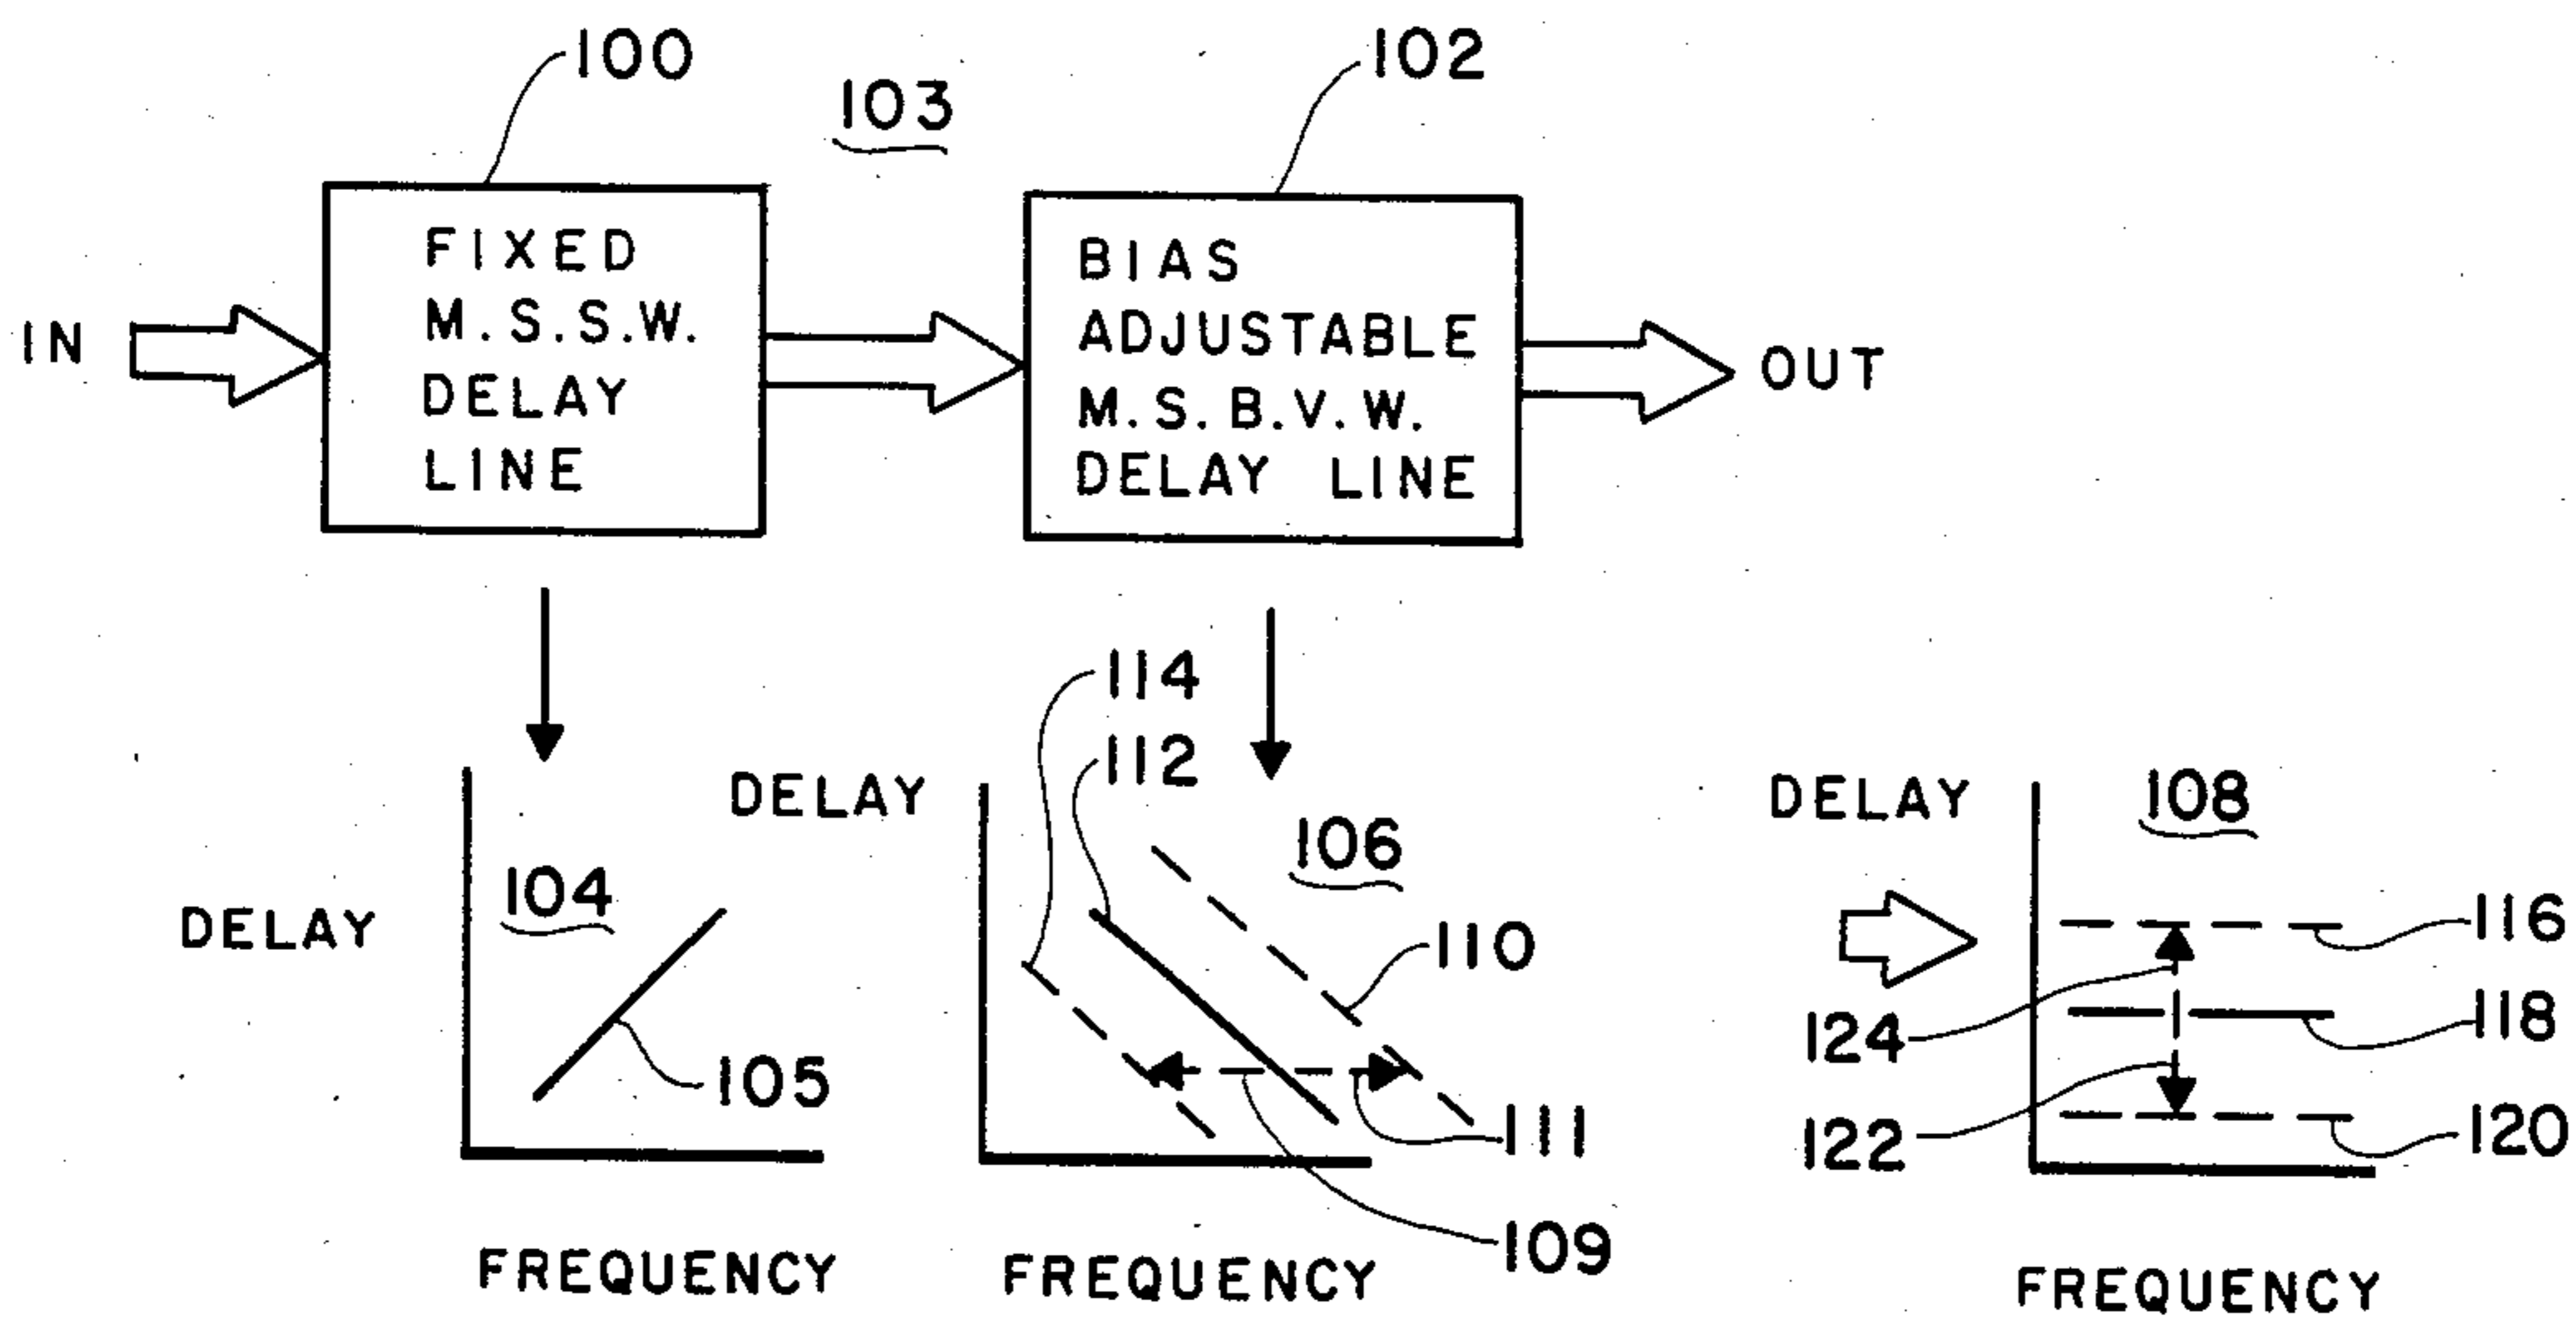 100
102
103
FIXED
M.S.S.W.
DELAY
LINE
BIAS
ADJUSTABLE
M.S.B.V.W.
DELAY LINE
IN
OUT
114
112
DELAY
DELAY
108
106
104
DELAY
116
110
118
124
105
111
122
120
109
FREQUENCY
FREQUENCY
FREQUENCY